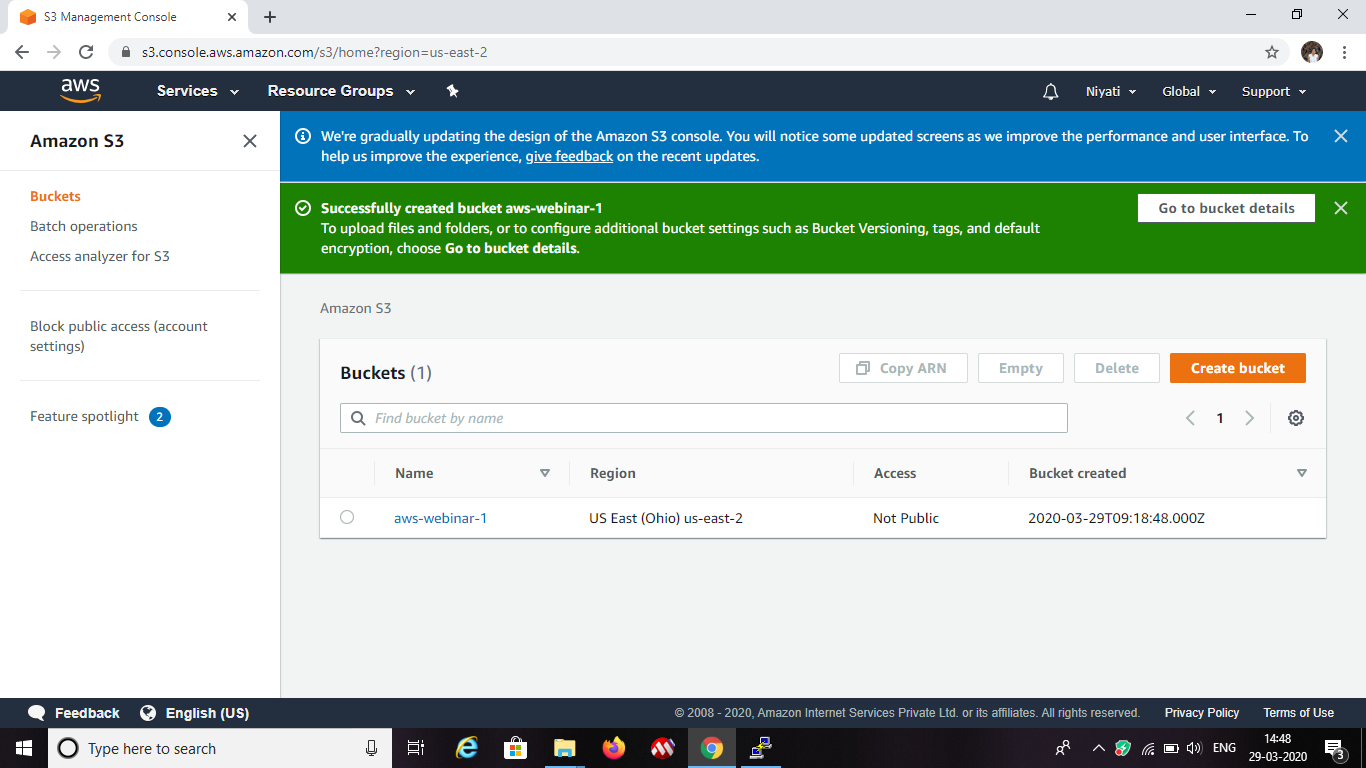 S3 Management Console
s3.console.aws.amazon.com/s3/home?region=us-east-2
aws
Services
Resource Groups
Niyati
Global
Support
Amazon S3
Buckets
Batch operations
Access analyzer for S3
Block public access (account
settings)
Feature spotlight 2
We're gradually updating the design of the Amazon S3 console. You will notice some updated screens as we improve the performance and user interface. To
help us improve the experience, give feedback on the recent updates.
Successfully created bucket aws-webinar-1
To upload files and folders, or to configure additional bucket settings such as Bucket Versioning, tags, and default
encryption, choose Go to bucket details.
Go to bucket details
Amazon S3
Buckets (1)
Copy ARN
Empty
Delete
Create bucket
Find bucket by name
1
Name
Region
Access
Bucket created
aws-webinar-1
US East (Ohio) us-east-2
Not Public
2020-03-29T09:18:48.000Z
Feedback
English (US)
© 2008 - 2020, Amazon Internet Services Private Ltd. or its affiliates. All rights reserved.
Privacy Policy
Terms of Use
Type here to search
ENG
14:48
29-03-2020
3